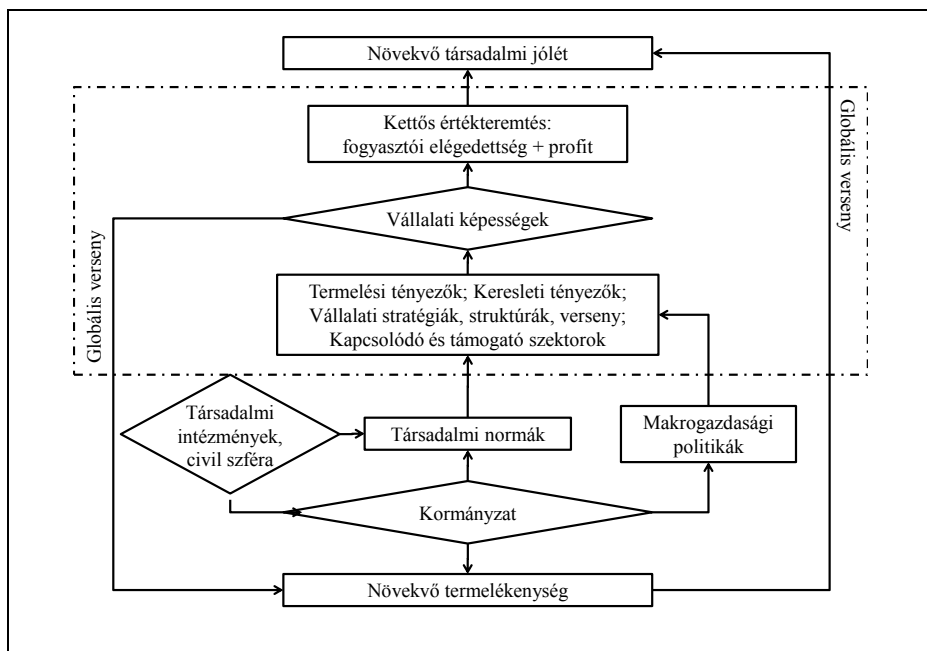 Növekvő társadalmi jólét
Kettős értékteremtés:
fogyasztói elégedettség + profit
Globális verseny
Vállalati képességek
Globális verseny
Termelési tényezők; Keresleti tényezők;
Vállalati stratégiák, struktúrák, verseny;
Kapcsolódó és támogató szektorok
Társadalmi
intézmények,
civil szféra
Társadalmi normák
Makrogazdasági
politikák
Kormányzat
Növekvő termelékenység